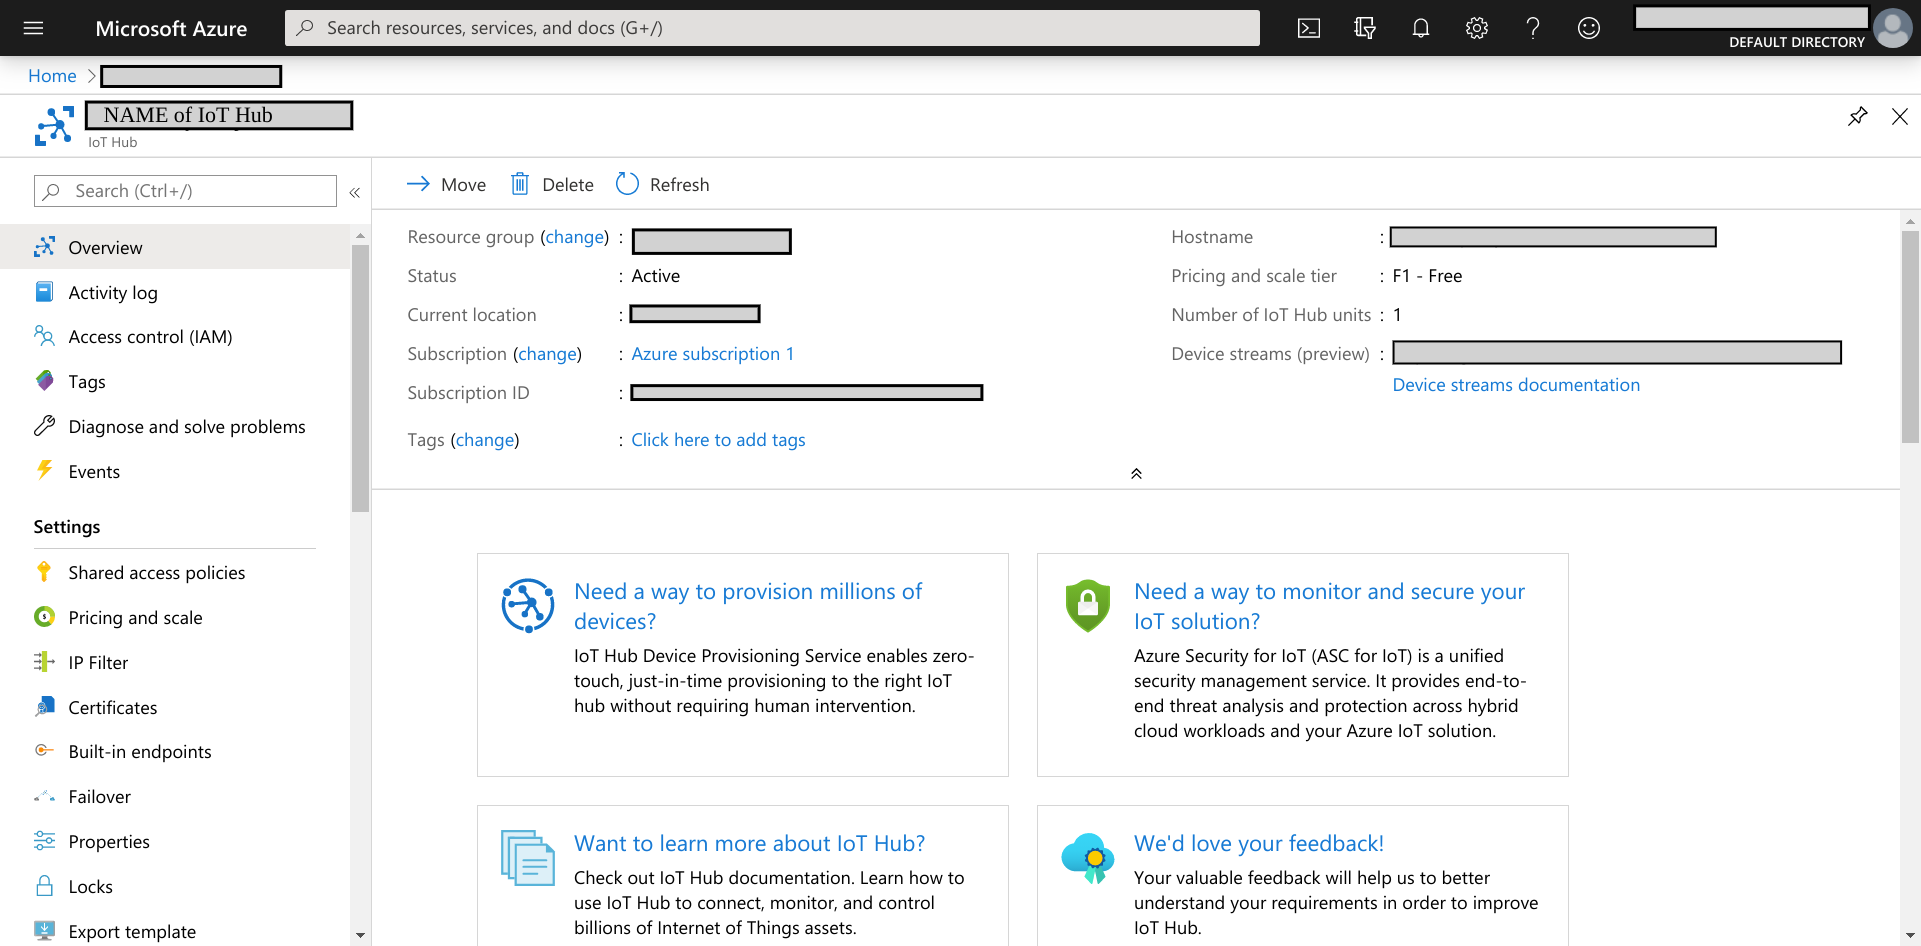 Microsoft Azure
Search resources, services, and docs (G+/)
DEFAULT DIRECTORY
Home
NAME of IoT Hub
IoT Hub
Search (Ctrl+/)
«
Overview
Activity log
Access control (IAM)
Tags
Diagnose and solve problems
Events
Settings
Shared access policies
Pricing and scale
IP Filter
Certificates
Built-in endpoints
Failover
Properties
Locks
Export template
Move Delete Refresh
Resource group (change) :
Status : Active
Current location :
Subscription (change) : Azure subscription 1
Subscription ID :
Tags (change) : Click here to add tags
Hostname :
Pricing and scale tier : F1 - Free
Number of IoT Hub units : 1
Device streams (preview) :
Device streams documentation
Need a way to provision millions of
devices?
IoT Hub Device Provisioning Service enables zero-
touch, just-in-time provisioning to the right IoT
hub without requiring human intervention.
Need a way to monitor and secure your
IoT solution?
Azure Security for IoT (ASC for IoT) is a unified
security management service. It provides end-to-
end threat analysis and protection across hybrid
cloud workloads and your Azure IoT solution.
Want to learn more about IoT Hub?
Check out IoT Hub documentation. Learn how to
use IoT Hub to connect, monitor, and control
billions of Internet of Things assets.
We'd love your feedback!
Your valuable feedback will help us to better
understand your requirements in order to improve
IoT Hub.